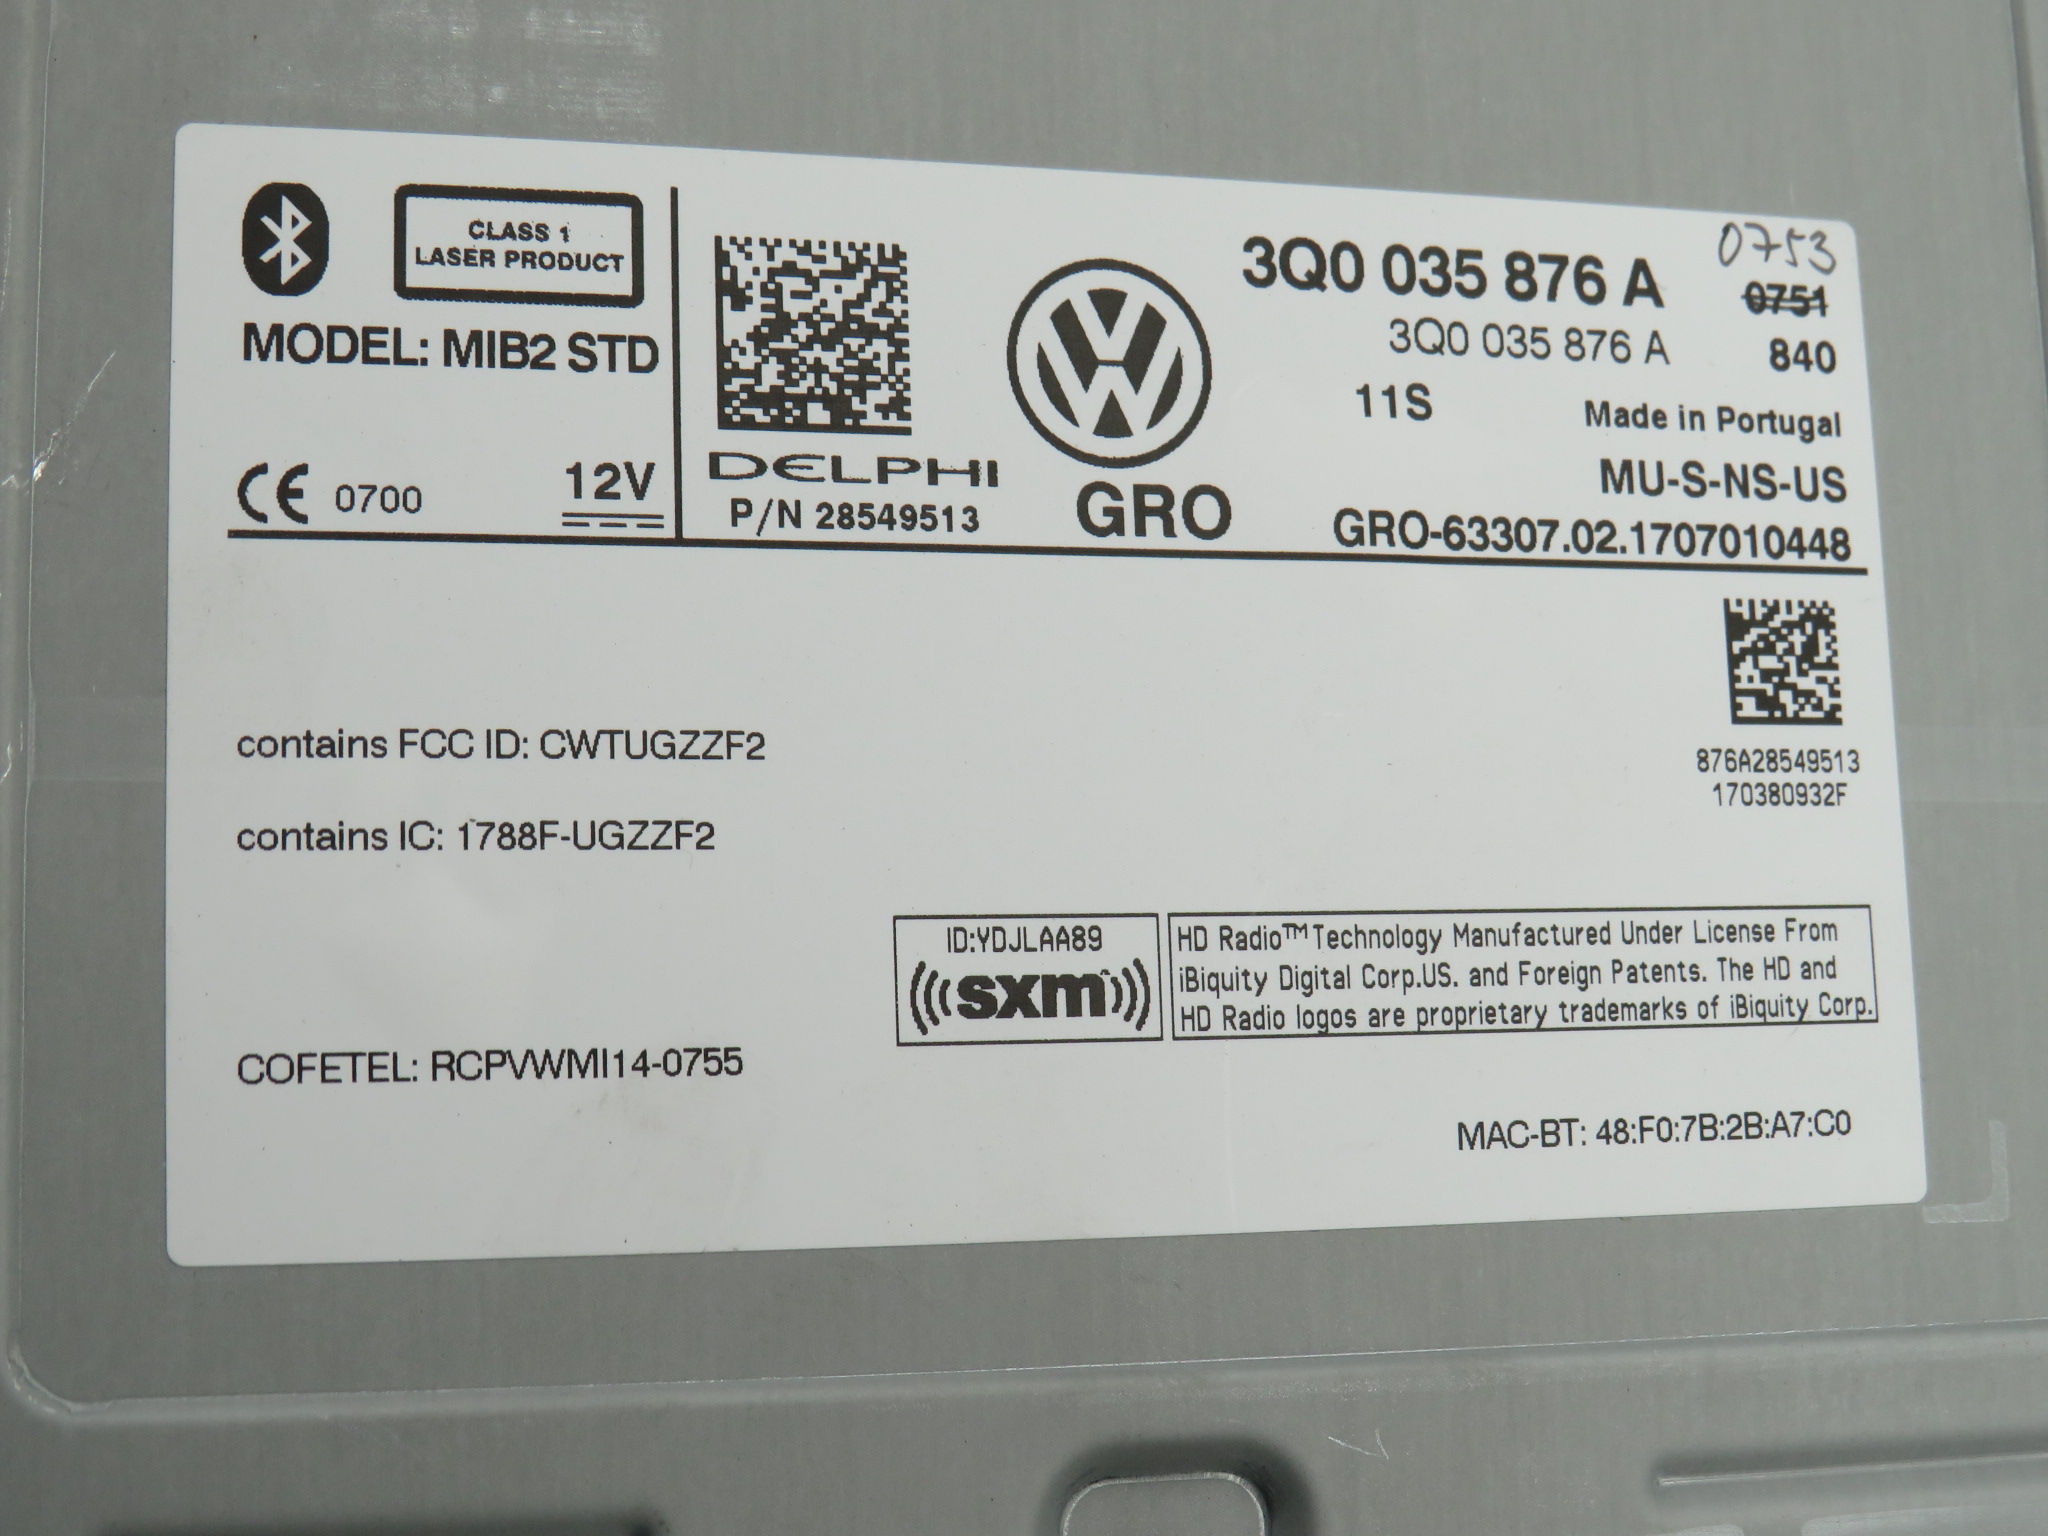 CLASS 1
LASER PRODUCT
MODEL: MIB2 STD
CE 0700
12V
DELPHI
P/N 28549513
GRO
3Q0 035 876 A
0753
0751
3Q0 035 876 A
840
11S
Made in Portugal
MU-S-NS-US
GRO-63307.02.1707010448
876A28549513
170380932F
contains FCC ID: CWTUGZZF2
contains IC: 1788F-UGZZF2
ID:YDJLAA89
(((sxm)))
HD Radio™ Technology Manufactured Under License From
iBiquity Digital Corp.US. and Foreign Patents. The HD and
HD Radio logos are proprietary trademarks of iBiquity Corp.
COFETEL: RCPVWMI14-0755
MAC-BT: 48:F0:7B:2B:A7:C0